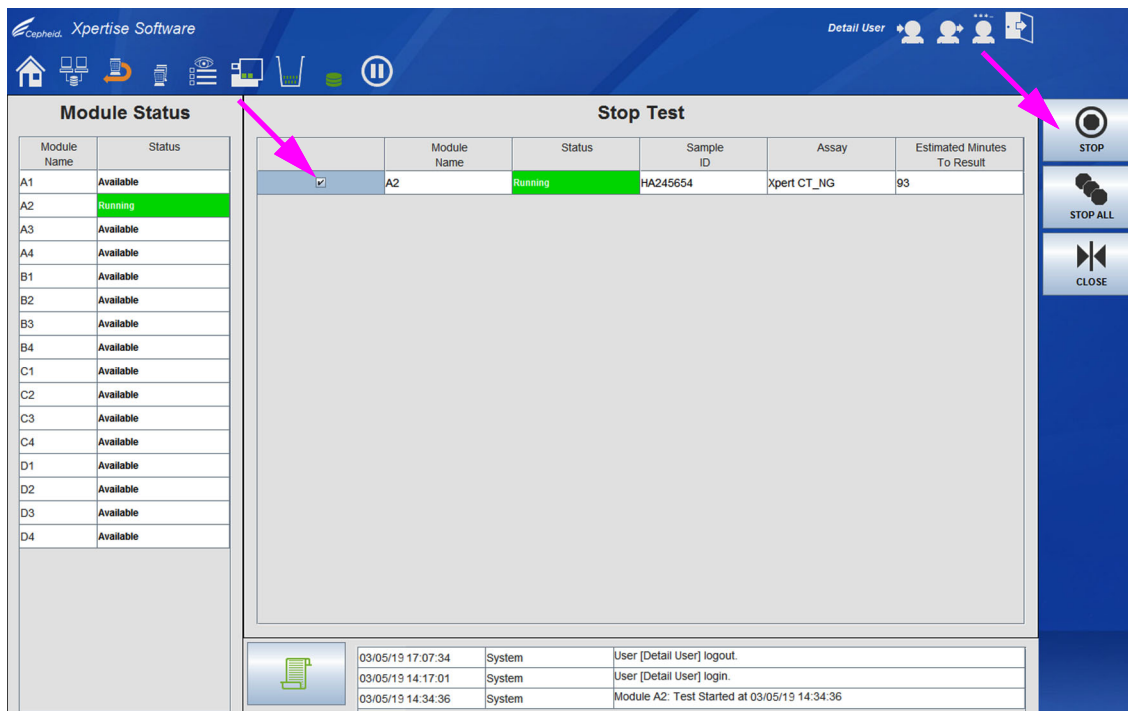 Cepheid. Xpertise Software
Detail User
Module Status
Module Name Status
A1 Available
A2 Running
A3 Available
A4 Available
B1 Available
B2 Available
B3 Available
B4 Available
C1 Available
C2 Available
C3 Available
C4 Available
D1 Available
D2 Available
D3 Available
D4 Available
Stop Test
Module Name Status Sample ID Assay Estimated Minutes To Result
A2 Running HA245654 Xpert CT_NG 93
STOP
STOP ALL
CLOSE
03/05/19 17:07:34 System User [Detail User] logout.
03/05/19 14:17:01 System User [Detail User] login.
03/05/19 14:34:36 System Module A2: Test Started at 03/05/19 14:34:36